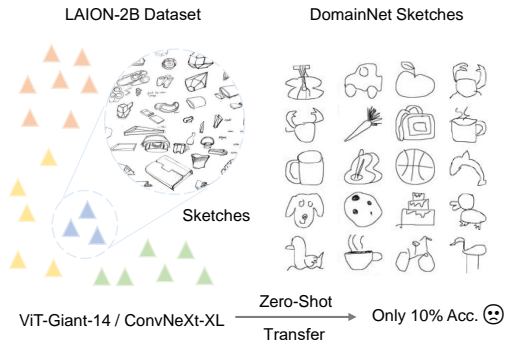 LAION-2B Dataset
DomainNet Sketches
Sketches
Zero-Shot
ViT-Giant-14 / ConvNeXt-XL
Only 10% Acc.
Transfer